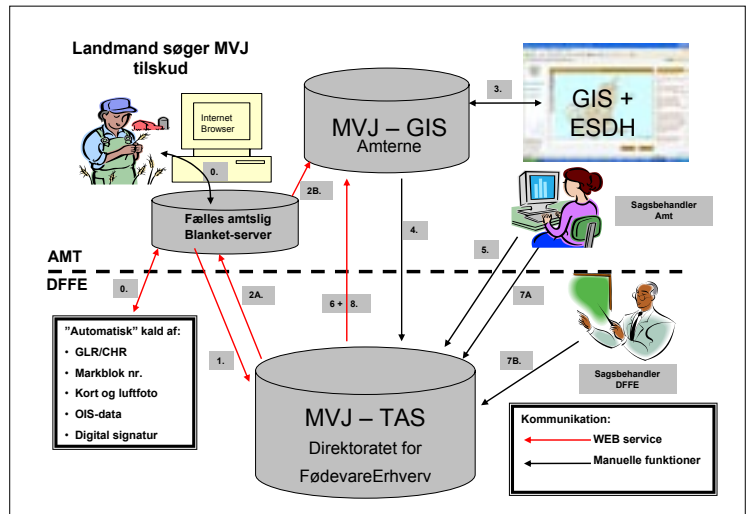 Landmand søger MVJ
tilskud
Internet
Browser
0.
Fælles amtslig
Blanket-server
2B.
MVJ – GIS
Amterne
3.
GIS +
ESDH
Sagsbehandler
Amt
4.
5.
AMT
DFFE
0.
2A.
6 + 8.
7A
1.
7B.
Sagsbehandler
DFFE
"Automatisk" kald af:
• GLR/CHR
• Markblok nr.
• Kort og luftfoto
• OIS-data
• Digital signatur
MVJ – TAS
Direktoratet for
FødevareErhverv
Kommunikation:
WEB service
Manuelle funktioner